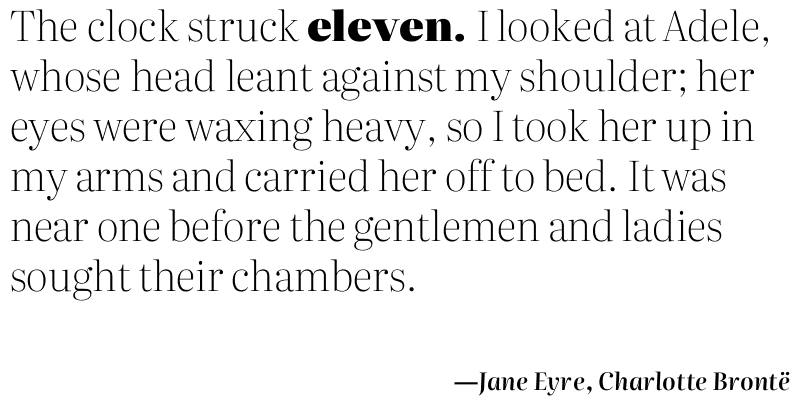 The clock struck eleven. I looked at Adele,
whose head leant against my shoulder; her
eyes were waxing heavy, so I took her up in
my arms and carried her off to bed. It was
near one before the gentlemen and ladies
sought their chambers.
—Jane Eyre, Charlotte Brontë